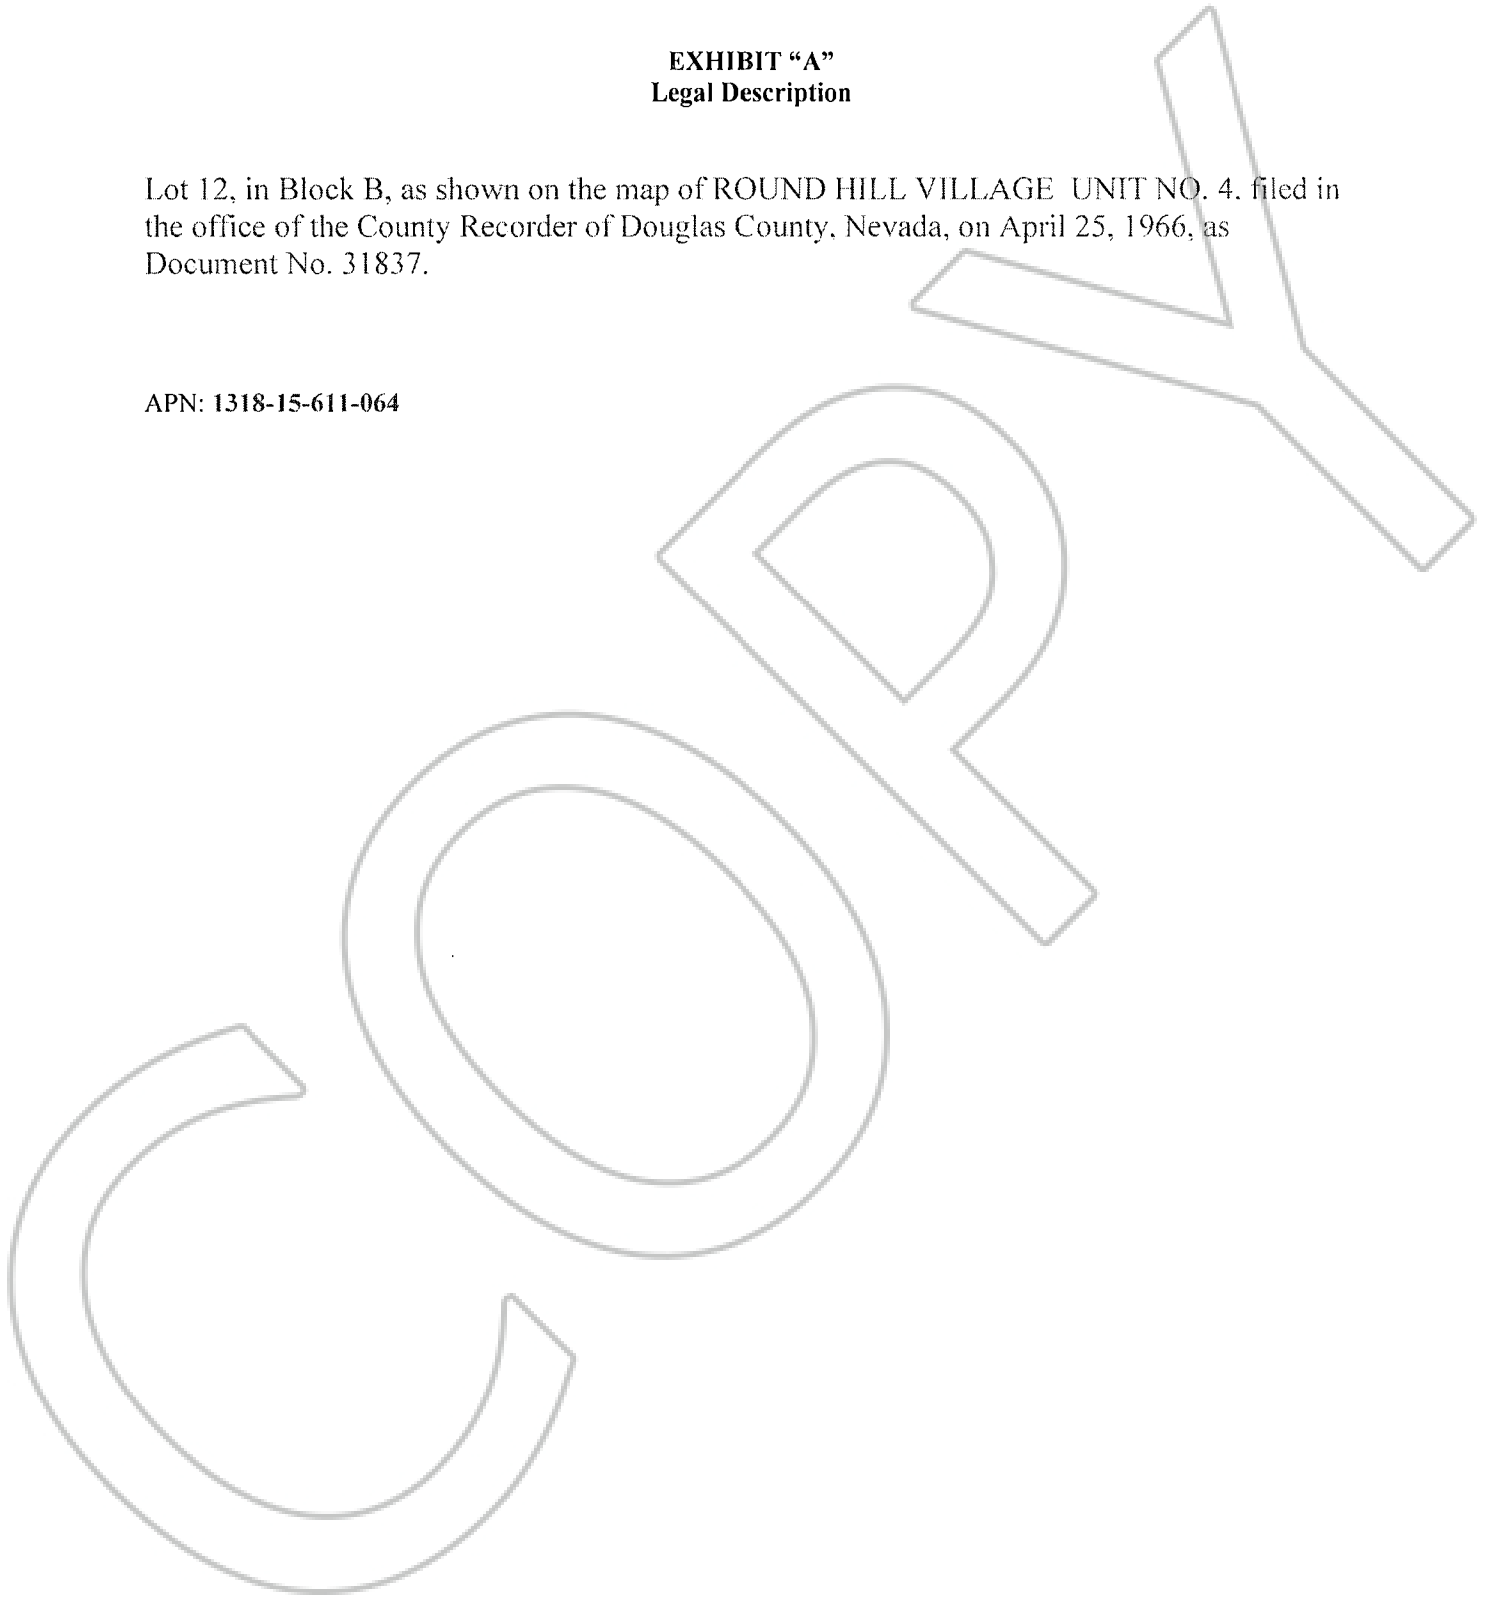 EXHIBIT “A”
Legal Description
Lot 12, in Block B, as shown on the map of ROUND HILL VILLAGE UNIT NO. 4. filed in
the office of the County Recorder of Douglas County, Nevada, on April 25, 1966, as
Document No. 31837.
APN: 1318-15-611-064
COPY